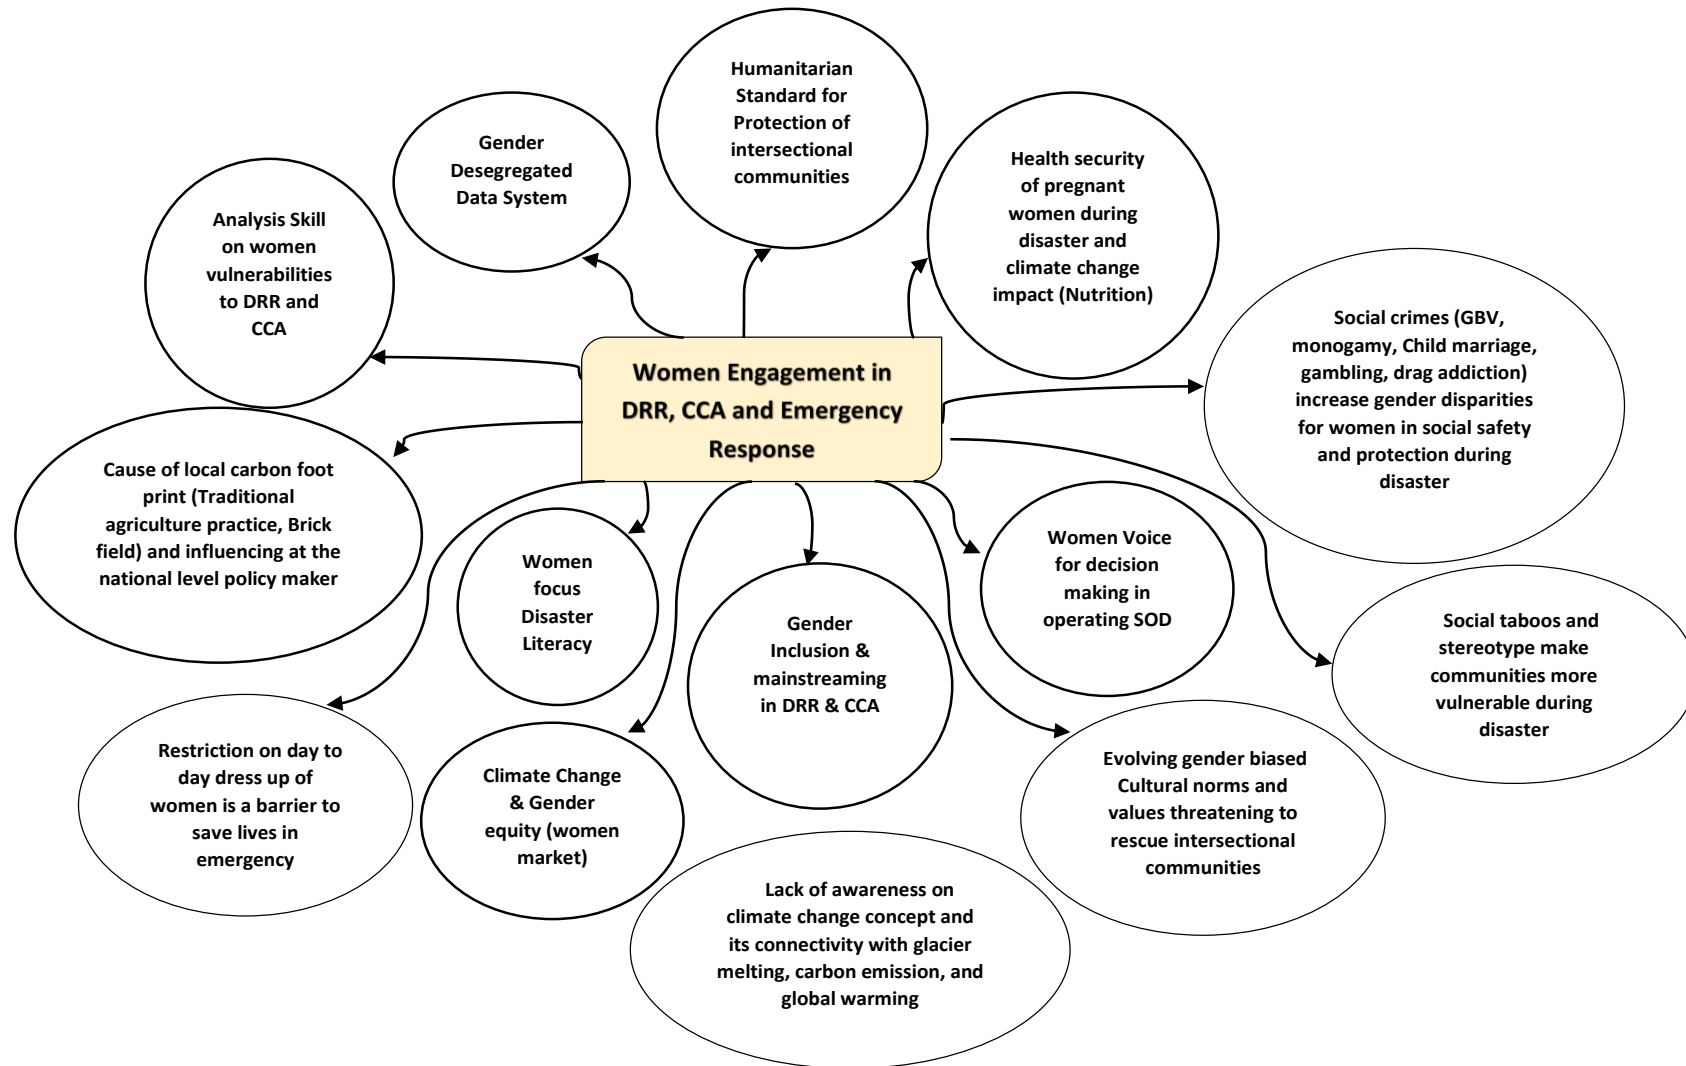 Humanitarian
Standard for
Protection of
intersectional
communities
Gender
Desegregated
Data System
Health security
of pregnant
women during
disaster and
climate change
impact (Nutrition)
Analysis Skill
on women
vulnerabilities
to DRR and
CCA
Social crimes (GBV,
monogamy, Child marriage,
gambling, drag addiction)
increase gender disparities
for women in social safety
and protection during
disaster
Women Engagement in
DRR, CCA and Emergency
Response
Cause of local carbon foot
print (Traditional
agriculture practice, Brick
field) and influencing at the
national level policy maker
Women
focus
Disaster
Literacy
Gender
Inclusion &
mainstreaming
in DRR & CCA
Women Voice
for decision
making in
operating SOD
Social taboos and
stereotype make
communities more
vulnerable during
disaster
Restriction on day to
day dress up of
women is a barrier to
save lives in
emergency
Climate Change
& Gender
equity (women
market)
Evolving gender biased
Cultural norms and
values threatening to
rescue intersectional
communities
Lack of awareness on
climate change concept and
its connectivity with glacier
melting, carbon emission, and
global warming